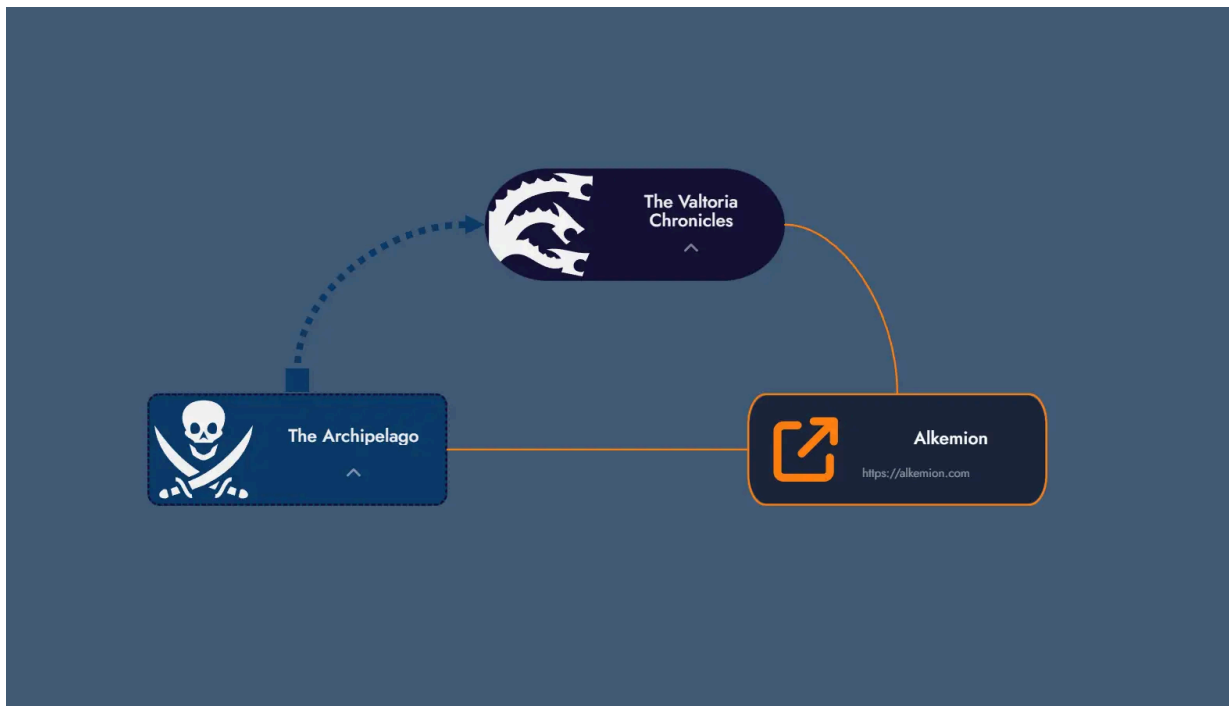 The Valtoria
Chronicles
The Archipelago
Alkemion
https://alkemion.com